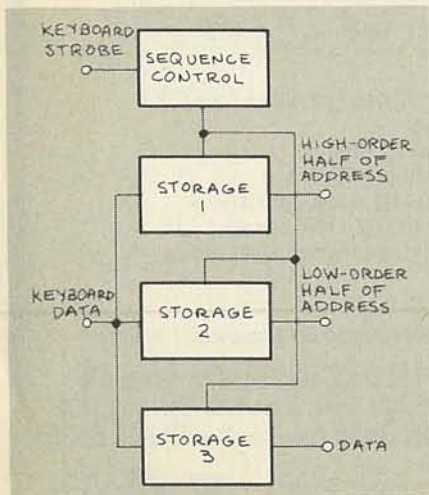 KEYBOARD
STROBE
SEQUENCE
CONTROL
HIGH-ORDER
HALF OF
ADDRESS
STORAGE
1
KEYBOARD
DATA
LOW-ORDER
HALF OF
ADDRESS
STORAGE
2
STORAGE
3
DATA